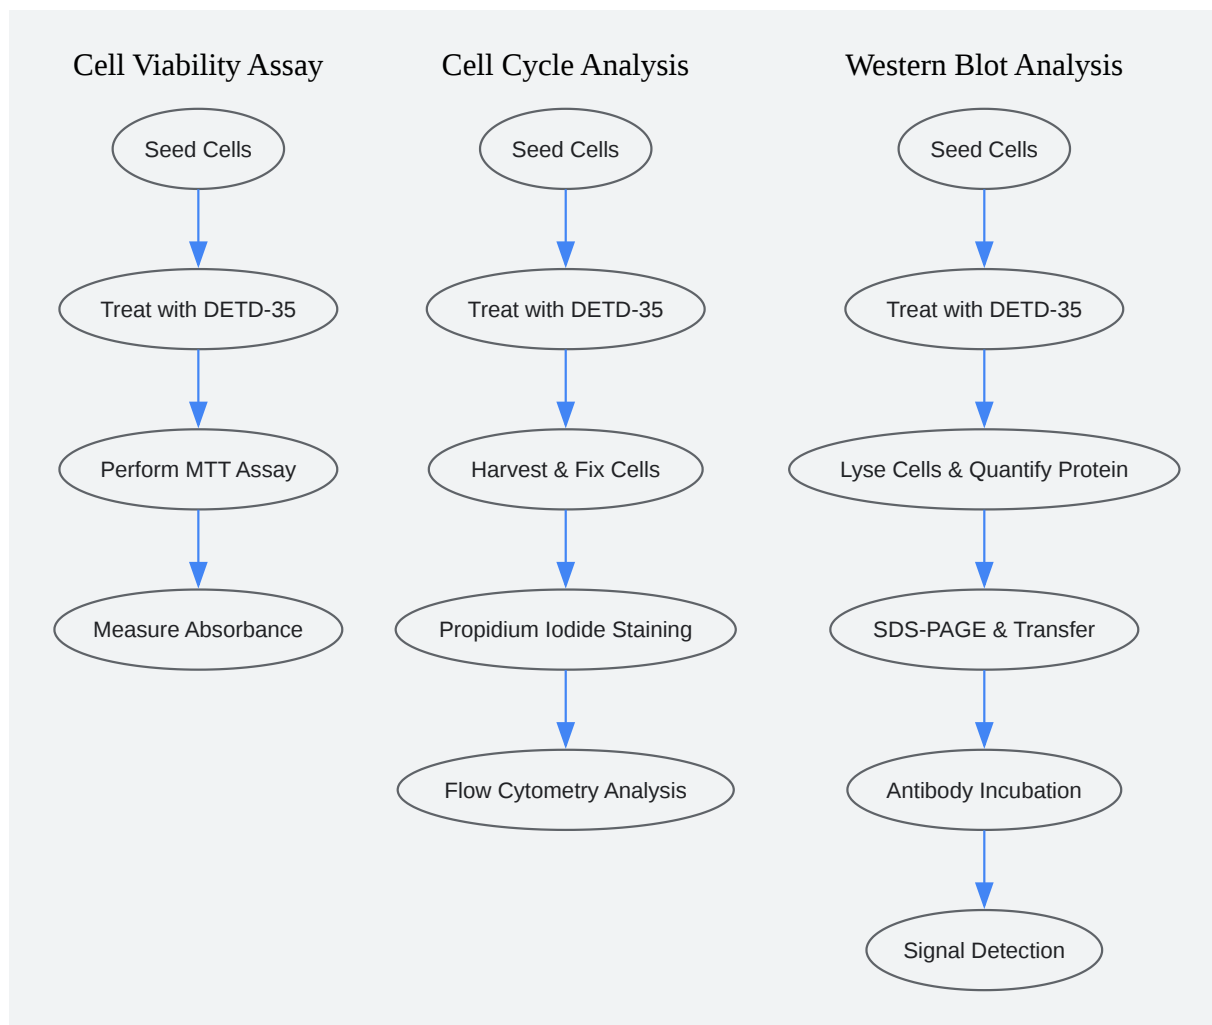 Cell Viability Assay
Seed Cells
Treat with DETD-35
Perform MTT Assay
Measure Absorbance
Cell Cycle Analysis
Seed Cells
Treat with DETD-35
Harvest & Fix Cells
Propidium Iodide Staining
Flow Cytometry Analysis
Western Blot Analysis
Seed Cells
Treat with DETD-35
Lyse Cells & Quantify Protein
SDS-PAGE & Transfer
Antibody Incubation
Signal Detection